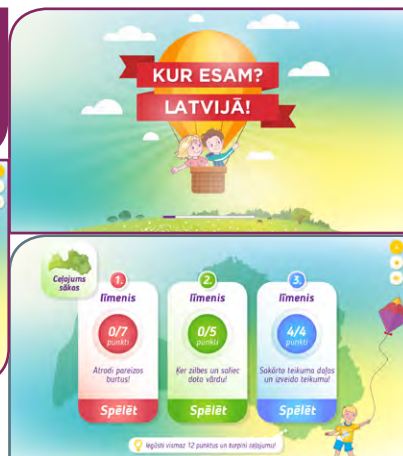 KUR ESAM?
LATVIJĀ!
Ceļojums
sākas
1.
līmenis
0/7
punkti
Atrodi pareizos
burtus!
Spēlēt
2.
līmenis
0/5
punkti
Ķer zilbes un saliec
doto vārdu!
Spēlēt
3.
līmenis
4/4
punkti
Sakārto teikuma daļas
un izveido teikumu!
Spēlēt
Iegūsti vismaz 12 punktus un turpini ceļojumu!